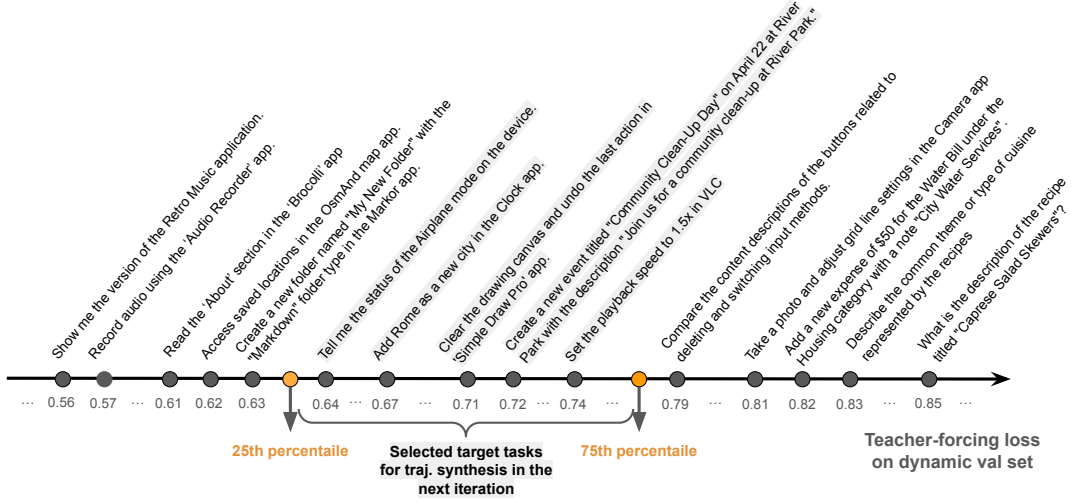 Show me the version of the Retro Music application.
Record audio using the 'Audio Recorder' app.
Read the 'About' section in the 'Brocolli' app
Access saved locations in the OsmAnd map app.
Create a new folder named "My New Folder" with the
"Markdown" folder type in the Markor app.
Tell me the status of the Airplane mode on the device.
Add Rome as a new city in the Clock app.
Clear the drawing canvas and undo the last action in
'Simple Draw Pro' app.
Create a new event titled "Community Clean-Up Day" on April 22 at River
Park with the description "Join us for a community clean-up at River Park."
Set the playback speed to 1.5x in VLC
Compare the content descriptions of the buttons related to
deleting and switching input methods.
Take a photo and adjust grid line settings in the Camera app
Add a new expense of $50 for the Water Bill under the
Housing category with a note "City Water Services".
Describe the common theme or type of cuisine
represented by the recipes
What is the description of the recipe
titled "Caprese Salad Skewers"?
... 0.56 ... 0.57 ... 0.61 0.62 0.63 0.64 ... 0.67 ... 0.71 ... 0.72 ... 0.74 ... 0.79 ... 0.81 0.82 0.83 ... 0.85 ...
25th percentaile
75th percentaile
Selected target tasks
for traj. synthesis in the
next iteration
Teacher-forcing loss
on dynamic val set